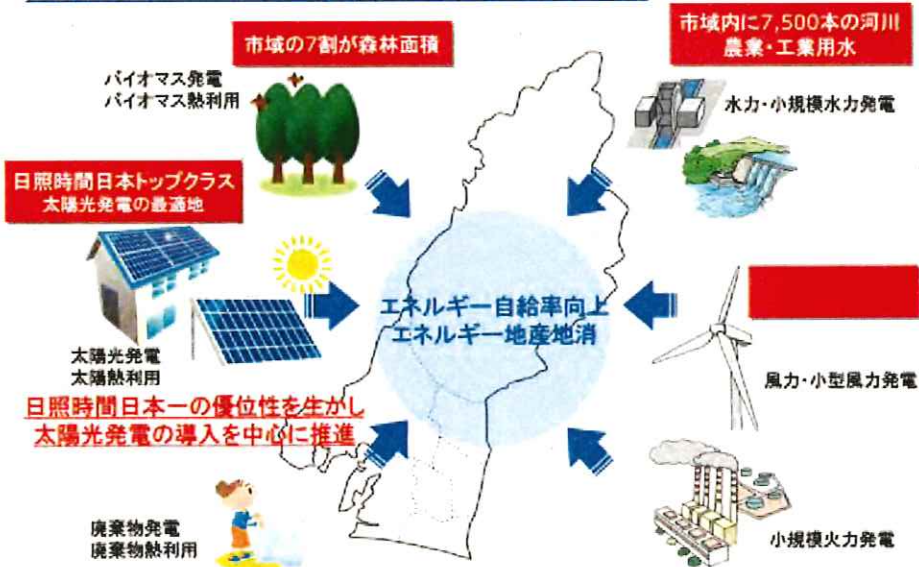 市域の7割が森林面積
バイオマス発電
バイオマス熱利用
市域内に7,500本の河川
農業・工業用水
水力・小規模水力発電
日照時間日本トップクラス
太陽光発電の最適地
太陽光発電
太陽熱利用
日照時間日本一の優位性を生かし
太陽光発電の導入を中心に推進
エネルギー自給率向上
エネルギー地産地消
風力・小型風力発電
廃棄物発電
廃棄物熱利用
小規模火力発電